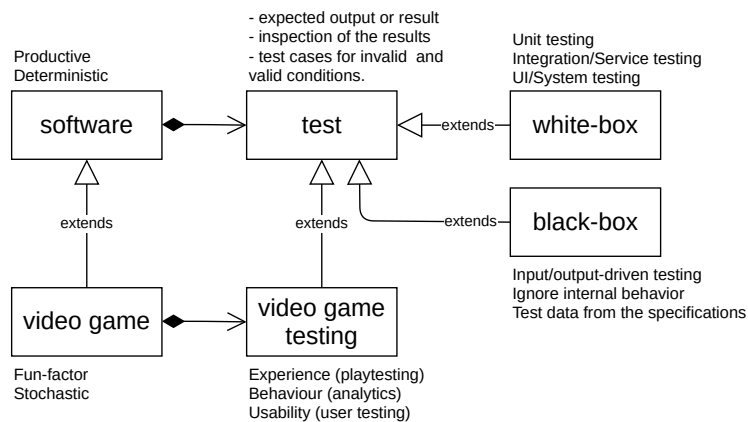 - expected output or result
- inspection of the results
- test cases for invalid and
valid conditions.
Productive
Deterministic
Unit testing
Integration/Service testing
UI/System testing
software
test
extends
white-box
extends
extends
extends
black-box
Input/output-driven testing
Ignore internal behavior
Test data from the specifications
video game
video game
testing
Fun-factor
Stochastic
Experience (playtesting)
Behaviour (analytics)
Usability (user testing)